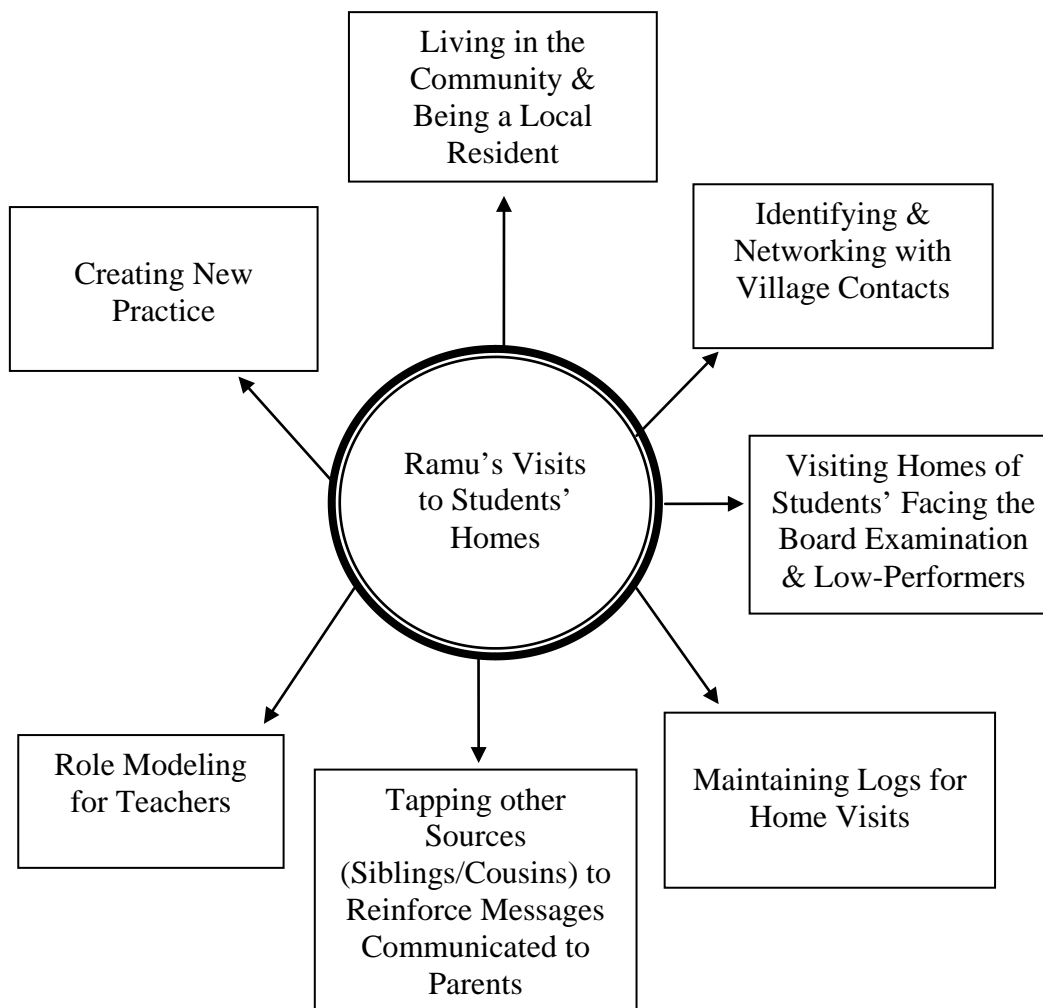 Living in the
Community &
Being a Local
Resident
Identifying &
Networking with
Village Contacts
Creating New
Practice
Ramu’s Visits
to Students’
Homes
Visiting Homes of
Students’ Facing the
Board Examination
& Low-Performers
Role Modeling
for Teachers
Tapping other
Sources
(Siblings/Cousins) to
Reinforce Messages
Communicated to
Parents
Maintaining Logs for
Home Visits